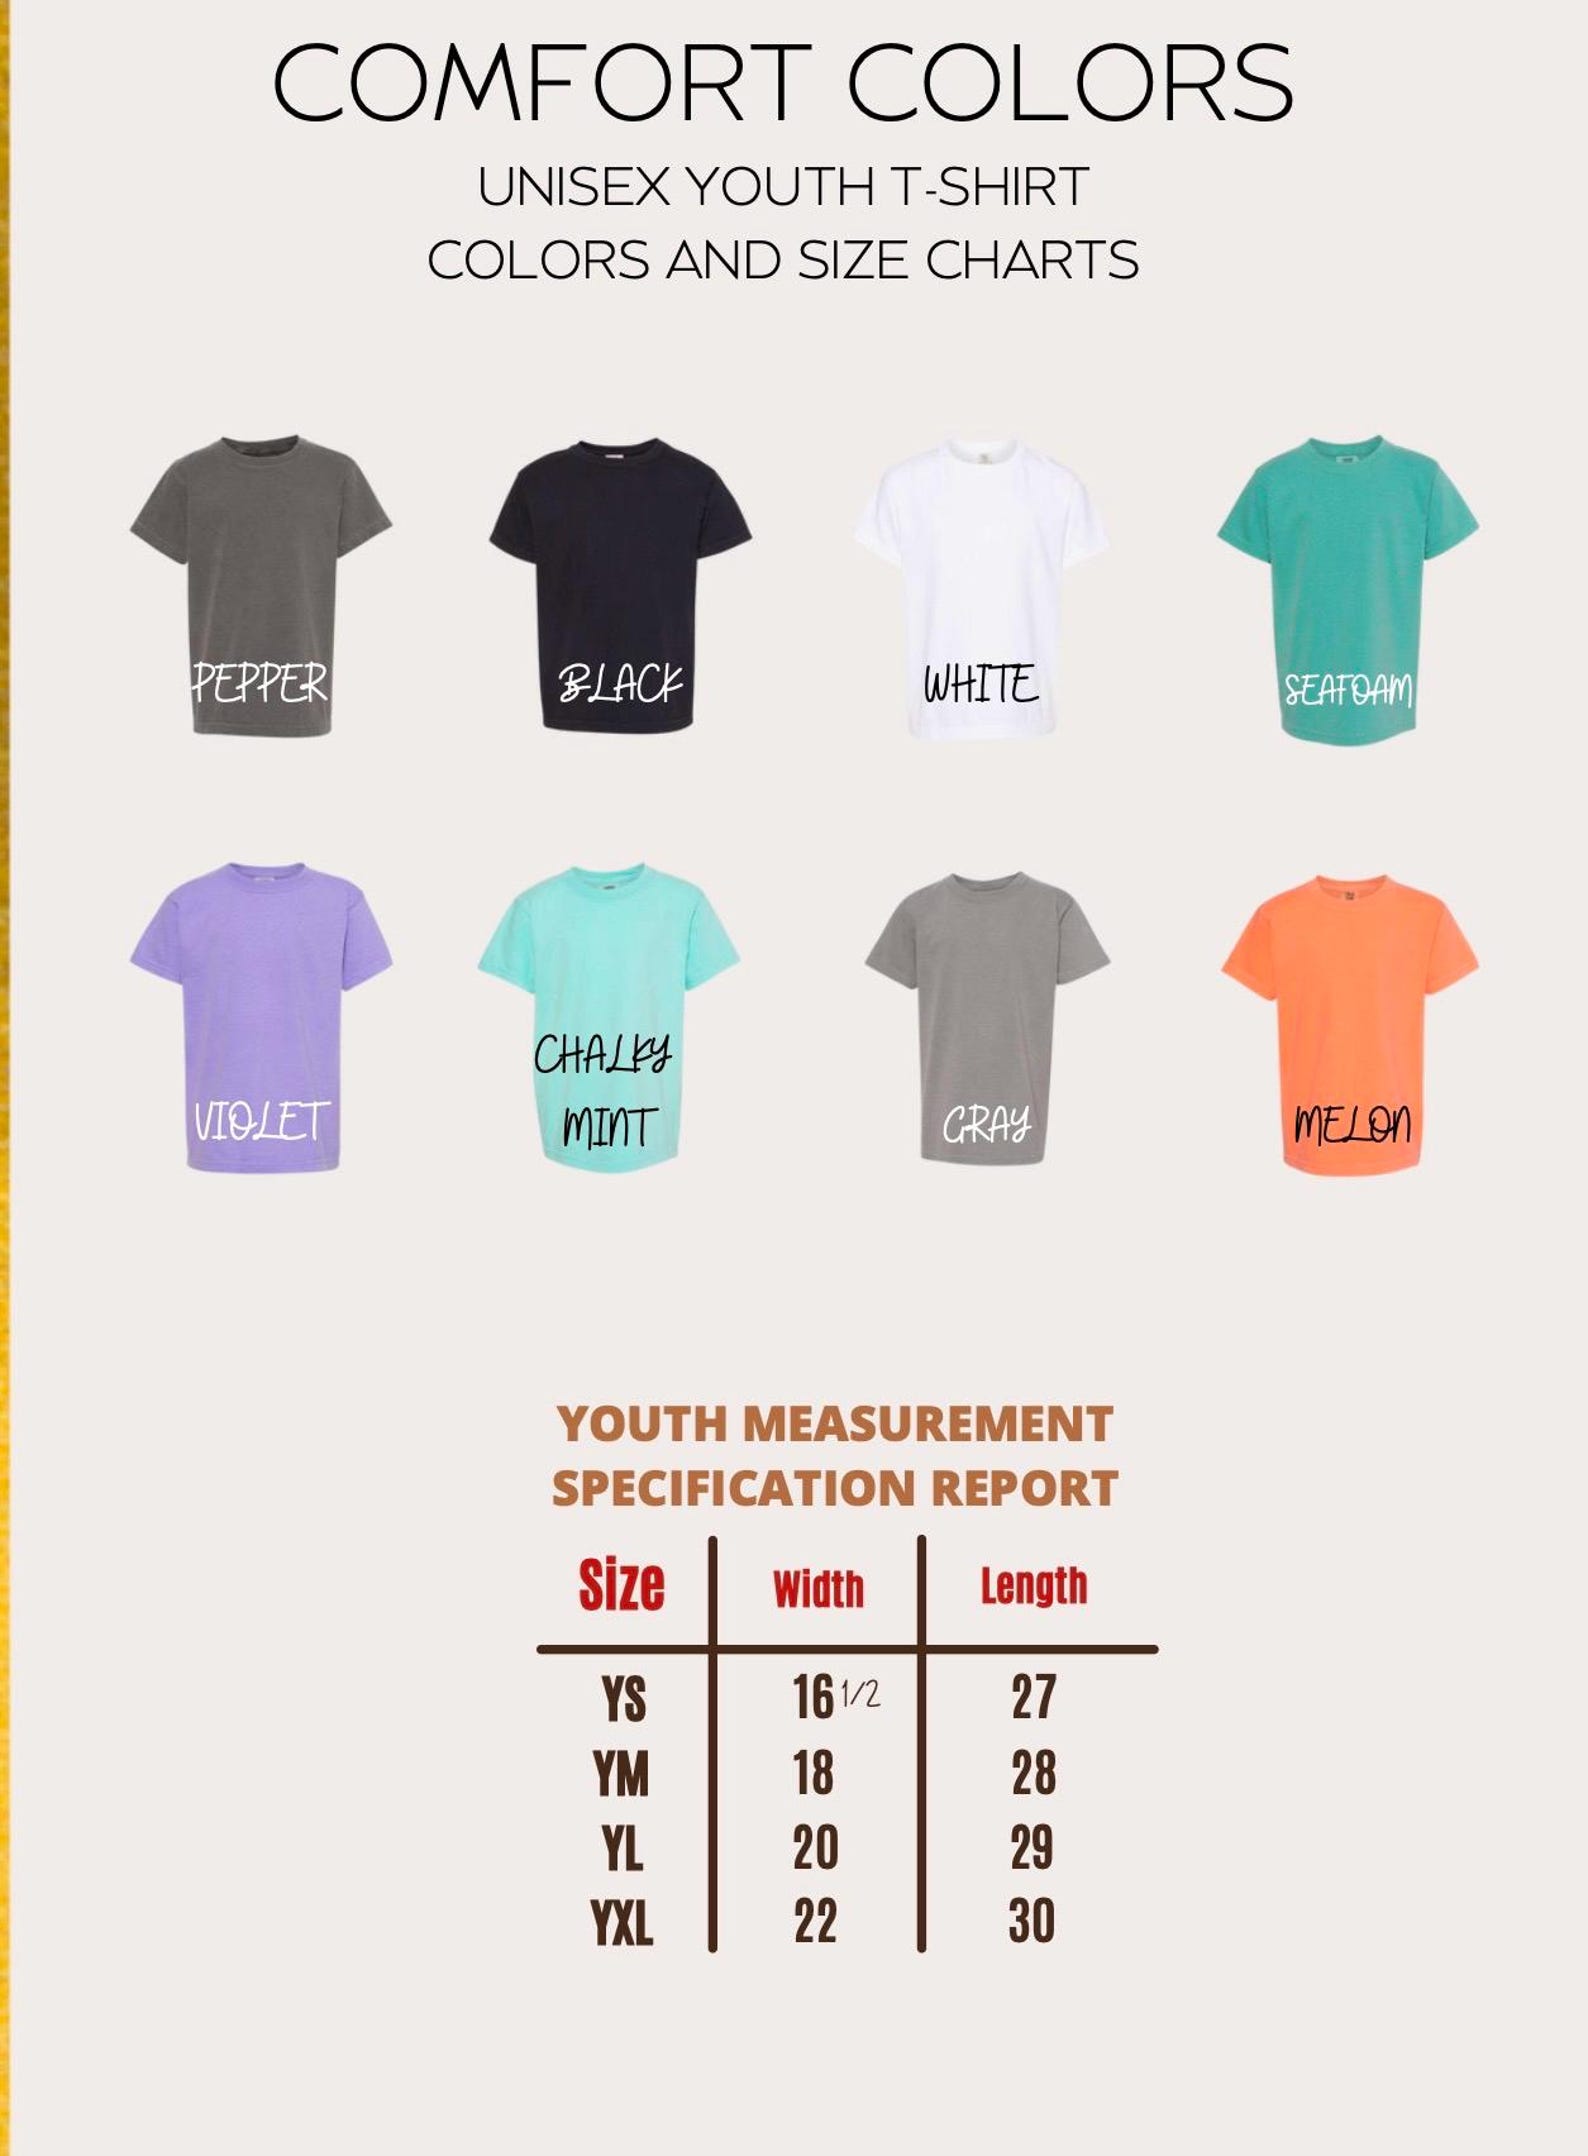 COMFORT COLORS
UNISEX YOUTH T-SHIRT
COLORS AND SIZE CHARTS
PEPPER
BLACK
WHITE
SEAFOAM
VIOLET
CHALKY
MINT
GRAY
MELON
YOUTH MEASUREMENT
SPECIFICATION REPORT
Size Width Length
YS 16 1/2 27
YM 18 28
YL 20 29
YXL 22 30